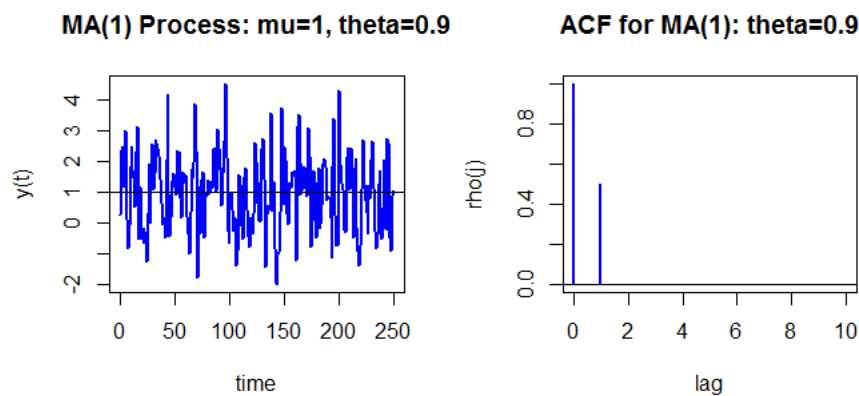 MA(1) Process: mu=1, theta=0.9
y(t)
4
3
2
1
0
-2
0 50 100 150 200 250
time
ACF for MA(1): theta=0.9
rho(j)
0.8
0.4
0.0
0 2 4 6 8 10
lag